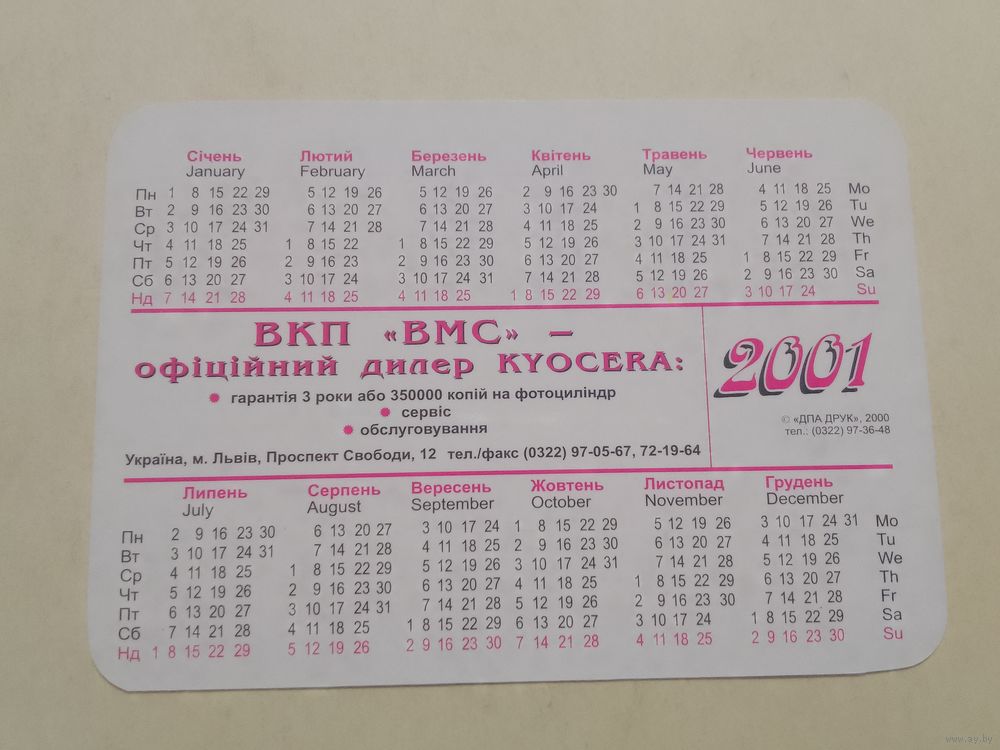 Січень Лютий Березень Квітень Травень Червень
January February March April May June
Пн 1 8 15 22 29 5 12 19 26 5 12 19 26 2 9 16 23 30 7 14 21 28 4 11 18 25 Mo
Вт 2 9 16 23 30 6 13 20 27 6 13 20 27 3 10 17 24 1 8 15 22 29 5 12 19 26 Tu
Ср 3 10 17 24 31 7 14 21 28 7 14 21 28 4 11 18 25 2 9 16 23 30 6 13 20 27 We
Чт 4 11 18 25 1 8 15 22 1 8 15 22 29 5 12 19 26 3 10 17 24 31 7 14 21 28 Th
Пт 5 12 19 26 2 9 16 23 2 9 16 23 30 6 13 20 27 4 11 18 25 1 8 15 22 29 Fr
Сб 6 13 20 27 3 10 17 24 3 10 17 24 31 7 14 21 28 5 12 19 26 2 9 16 23 30 Sa
Нд 7 14 21 28 4 11 18 25 4 11 18 25 1 8 15 22 29 6 13 20 27 3 10 17 24 Su
ВКП «ВМС» –
офіційний дилер KYOCERA:
гарантія 3 роки або 350000 копій на фотоциліндр
сервіс
обслуговування
Україна, м. Львів, Проспект Свободи, 12 тел./факс (0322) 97-05-67, 72-19-64
2001
© «ДПА ДРУК», 2000
тел.: (0322) 97-36-48
Липень Серпень Вересень Жовтень Листопад Грудень
July August September October November December
Пн 2 9 16 23 30 6 13 20 27 3 10 17 24 1 8 15 22 29 5 12 19 26 3 10 17 24 31 Mo
Вт 3 10 17 24 31 7 14 21 28 4 11 18 25 2 9 16 23 30 6 13 20 27 4 11 18 25 Tu
Ср 4 11 18 25 1 8 15 22 29 5 12 19 26 3 10 17 24 31 7 14 21 28 5 12 19 26 We
Чт 5 12 19 26 2 9 16 23 30 6 13 20 27 4 11 18 25 1 8 15 22 29 6 13 20 27 Th
Пт 6 13 20 27 3 10 17 24 31 7 14 21 28 5 12 19 26 2 9 16 23 30 7 14 21 28 Fr
Сб 7 14 21 28 4 11 18 25 1 8 15 22 29 6 13 20 27 3 10 17 24 1 8 15 22 29 Sa
Нд 1 8 15 22 29 5 12 19 26 2 9 16 23 30 7 14 21 28 4 11 18 25 2 9 16 23 30 Su
www.ay.by